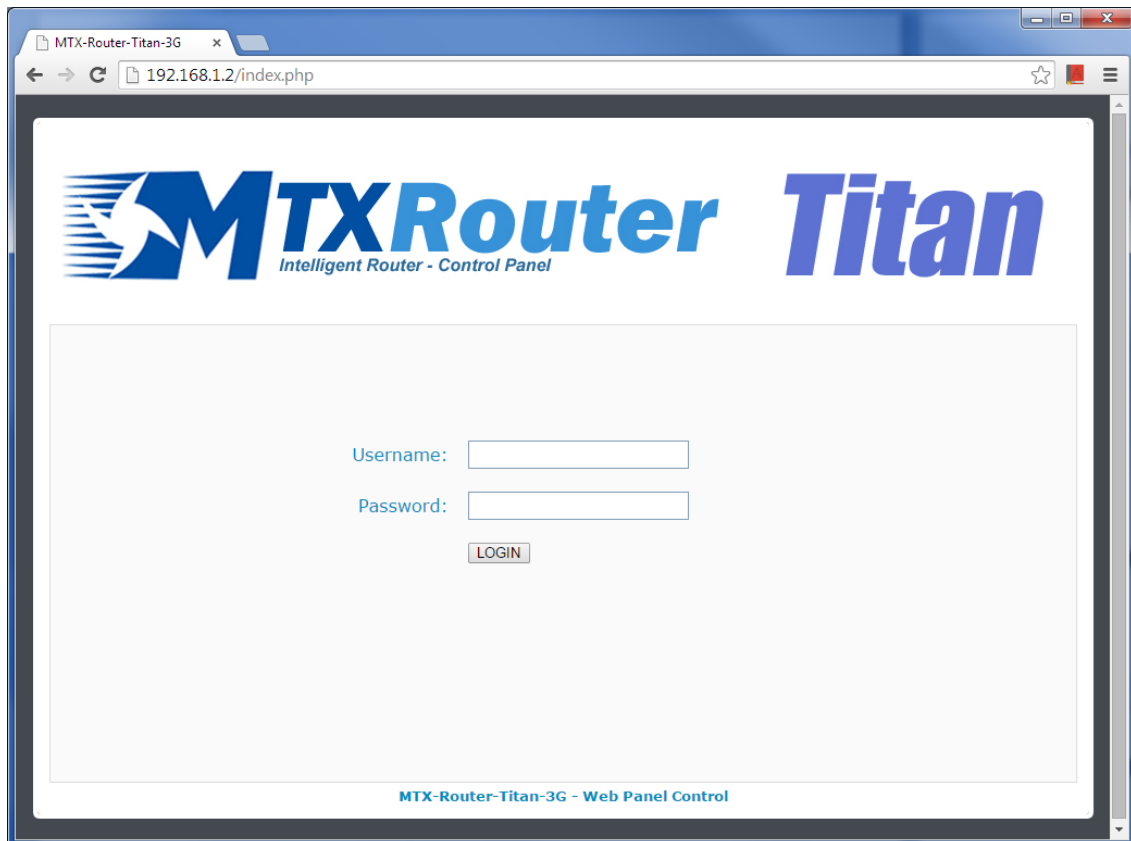 MTX-Router-Titan-3G
192.168.1.2/index.php
MTXRouter Titan
Intelligent Router - Control Panel
Username:
Password:
LOGIN
MTX-Router-Titan-3G - Web Panel Control